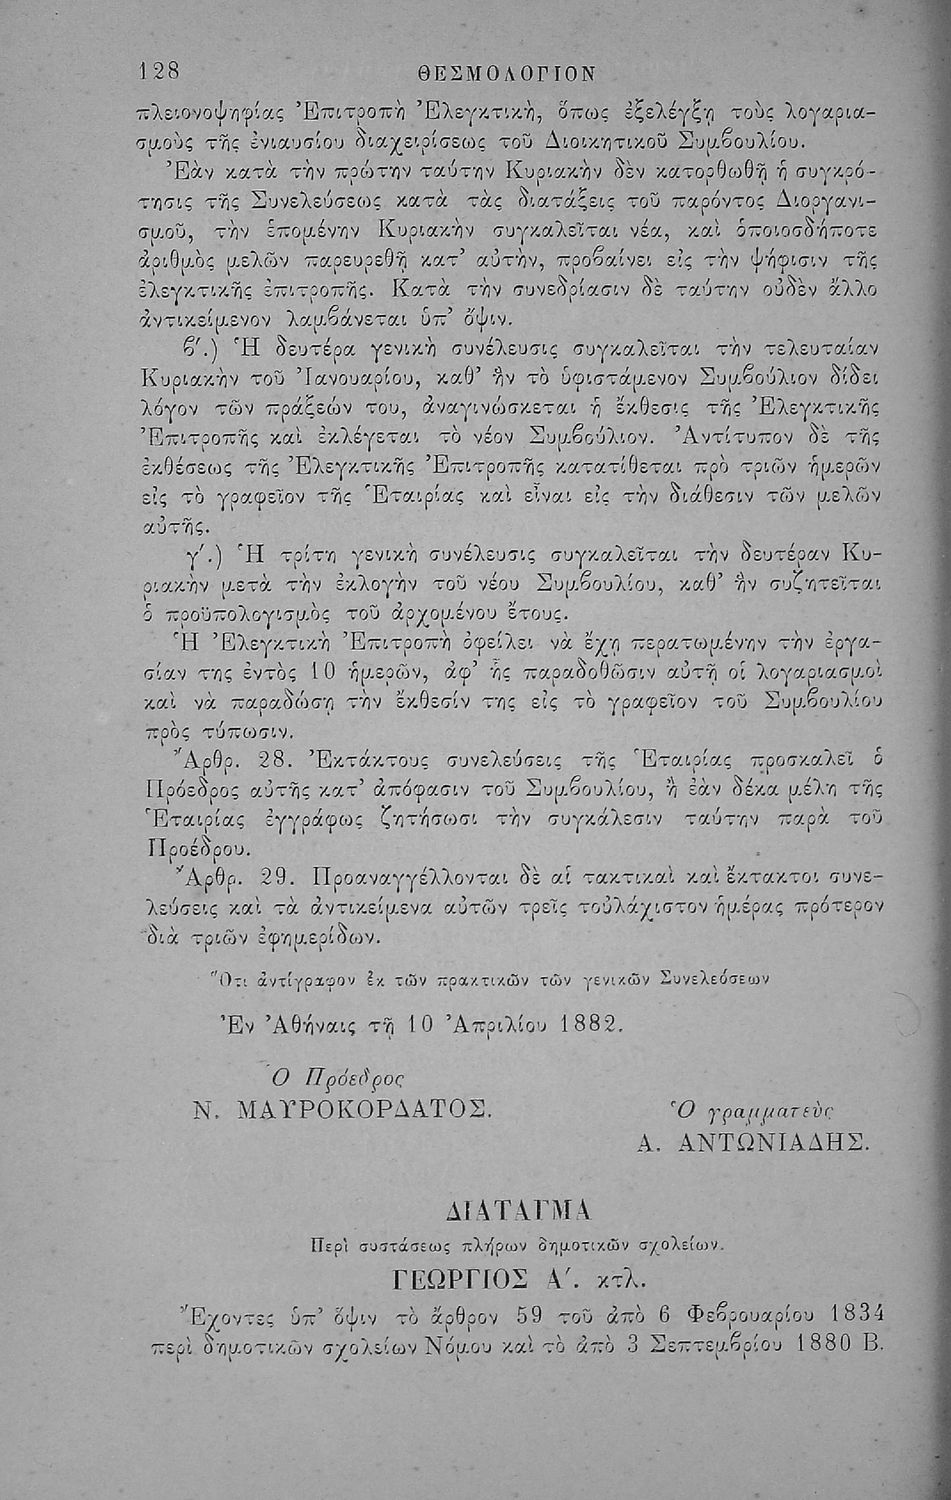 128 ΘΕΣΜΟΛΟΓΙΟΝ
πλειονοψηφίας Ἐπιτροπὴ Ἐλεγκτικὴ, ὅπως ἐξελέγξῃ τοὺς λογαρια-
σμοὺς τῆς ἐνιαυσίου διαχειρίσεως τοῦ Διοικητικοῦ Συμϐουλίου.
Ἐὰν κατὰ τὴν πρώτην ταύτην Κυριακὴν δὲν κατορθωθῇ ἡ συγκρό-
τησις τῆς Συνελεύσεως κατὰ τὰς διατάξεις τοῦ παρόντος Διοργανι-
σμοῦ, τὴν ἑπομένην Κυριακὴν συγκαλεῖται νέα, καὶ ὁποιοσδήποτε
ἀριθμὸς μελῶν παρευρεθῇ κατ’ αὐτὴν, προϐαίνει εἰς τὴν ψήφισιν τῆς
ἐλεγκτικῆς ἐπιτροπῆς. Κατὰ τὴν συνεδρίασιν δὲ ταύτην οὐδὲν ἄλλο
ἀντικείμενον λαμϐάνεται ὑπ’ ὄψιν.
ϐ′.) Ἡ δευτέρα γενικὴ συνέλευσις συγκαλεῖται τὴν τελευταίαν
Κυριακὴν τοῦ Ἰανουαρίου, καθ’ ἣν τὸ ὑφιστάμενον Συμϐούλιον δίδει
λόγον τῶν πράξεών του, ἀναγινώσκεται ἡ ἔκθεσις τῆς Ἐλεγκτικῆς
Ἐπιτροπῆς καὶ ἐκλέγεται τὸ νέον Συμϐούλιον. Ἀντίτυπον δὲ τῆς
ἐκθέσεως τῆς Ἐλεγκτικῆς Ἐπιτροπῆς κατατίθεται πρὸ τριῶν ἡμερῶν
εἰς τὸ γραφεῖον τῆς Ἑταιρίας καὶ εἶναι εἰς τὴν διάθεσιν τῶν μελῶν
αὐτῆς.
γ′.) Ἡ τρίτη γενικὴ συνέλευσις συγκαλεῖται τὴν δευτέραν Κυ-
ριακὴν μετὰ τὴν ἐκλογὴν τοῦ νέου Συμϐουλίου, καθ’ ἣν συζητεῖται
ὁ προϋπολογισμὸς τοῦ ἀρχομένου ἔτους.
Ἡ Ἐλεγκτικὴ Ἐπιτροπὴ ὀφείλει νὰ ἔχῃ περατωμένην τὴν ἐργα-
σίαν της ἐντὸς 10 ἡμερῶν, ἀφ’ ἧς παραδοθῶσιν αὐτῇ οἱ λογαριασμοὶ
καὶ νὰ παραδώσῃ τὴν ἔκθεσίν της εἰς τὸ γραφεῖον τοῦ Συμϐουλίου
πρὸς τύπωσιν.
Ἄρθρ. 28. Ἐκτάκτους συνελεύσεις τῆς Ἑταιρίας προσκαλεῖ ὁ
Πρόεδρος αὐτῆς κατ’ ἀπόφασιν τοῦ Συμϐουλίου, ἢ ἐὰν δέκα μέλη τῆς
Ἑταιρίας ἐγγράφως ζητήσωσι τὴν συγκάλεσιν ταύτην παρὰ τοῦ
Προέδρου.
Ἄρθρ. 29. Προαναγγέλλονται δὲ αἱ τακτικαὶ καὶ ἔκτακτοι συνε-
λεύσεις καὶ τὰ ἀντικείμενα αὐτῶν τρεῖς τοὐλάχιστον ἡμέρας πρότερον
διὰ τριῶν ἐφημερίδων.
Ὅτι ἀντίγραφον ἐκ τῶν πρακτικῶν τῶν γενικῶν Συνελεύσεων
Ἐν Ἀθήναις τῇ 10 Ἀπριλίου 1882.
Ὁ Πρόεδρος
Ν. ΜΑΥΡΟΚΟΡΔΑΤΟΣ.
Ὁ γραμματεὺς
Α. ΑΝΤΩΝΙΑΔΗΣ.
ΔΙΑΤΑΓΜΑ
Περὶ συστάσεως πλήρων δημοτικῶν σχολείων.
ΓΕΩΡΓΙΟΣ Α′. κτλ.
Ἔχοντες ὑπ’ ὄψιν τὸ ἄρθρον 59 τοῦ ἀπὸ 6 Φεϐρουαρίου 1834
περὶ δημοτικῶν σχολείων Νόμου καὶ τὸ ἀπὸ 3 Σεπτεμϐρίου 1880 Β.